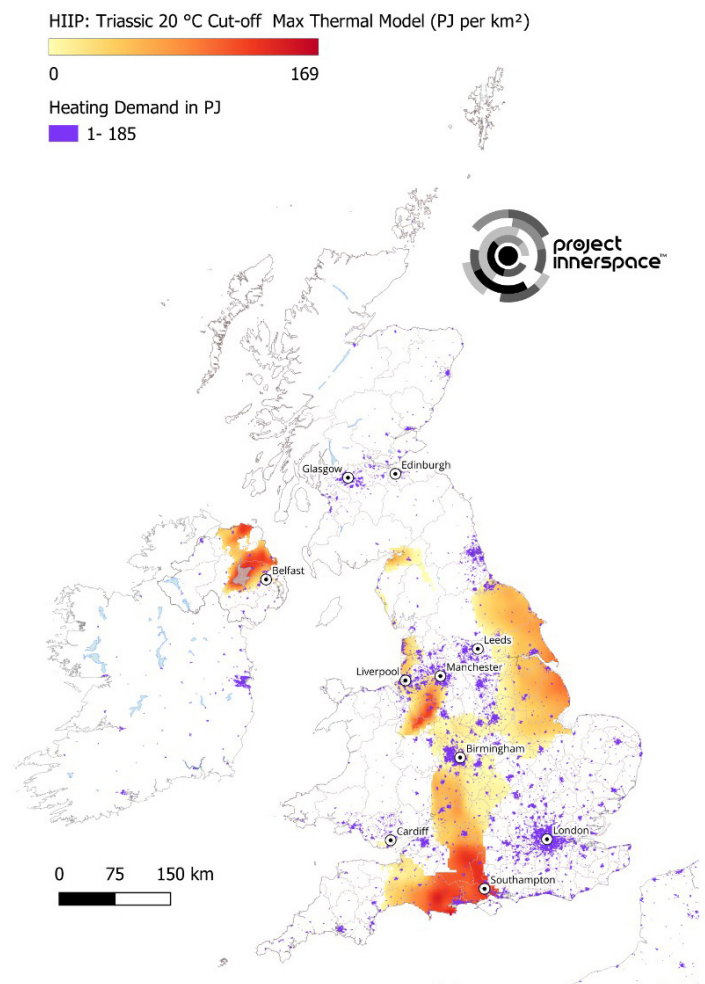 HIIP: Triassic 20 °C Cut-off  Max Thermal Model (PJ per km²)
0 169
Heating Demand in PJ
1- 185
project
innerspace™
Glasgow
Edinburgh
Belfast
Leeds
Liverpool
Manchester
Birmingham
Cardiff
London
0 75 150 km
Southampton